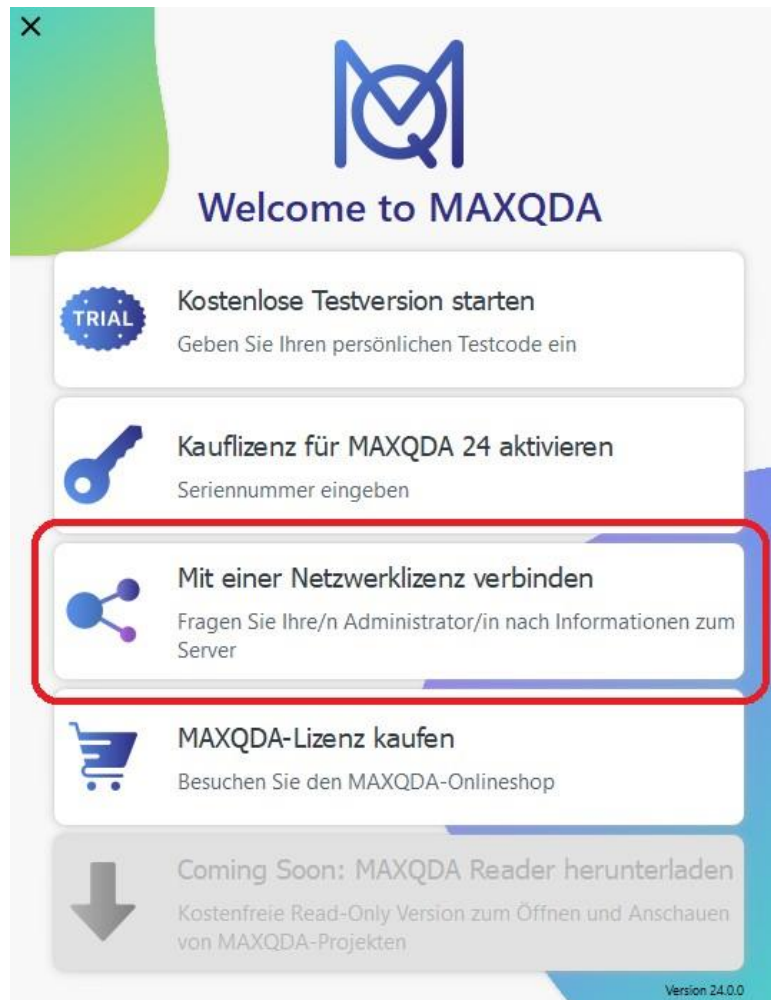 Welcome to MAXQDA
TRIAL
Kostenlose Testversion starten
Geben Sie Ihren persönlichen Testcode ein
Kauflizenz für MAXQDA 24 aktivieren
Seriennummer eingeben
Mit einer Netzwerklizenz verbinden
Fragen Sie Ihre/n Administrator/in nach Informationen zum
Server
MAXQDA-Lizenz kaufen
Besuchen Sie den MAXQDA-Onlineshop
Coming Soon: MAXQDA Reader herunterladen
Kostenfreie Read-Only Version zum Öffnen und Anschauen
von MAXQDA-Projekten
Version 24.0.0